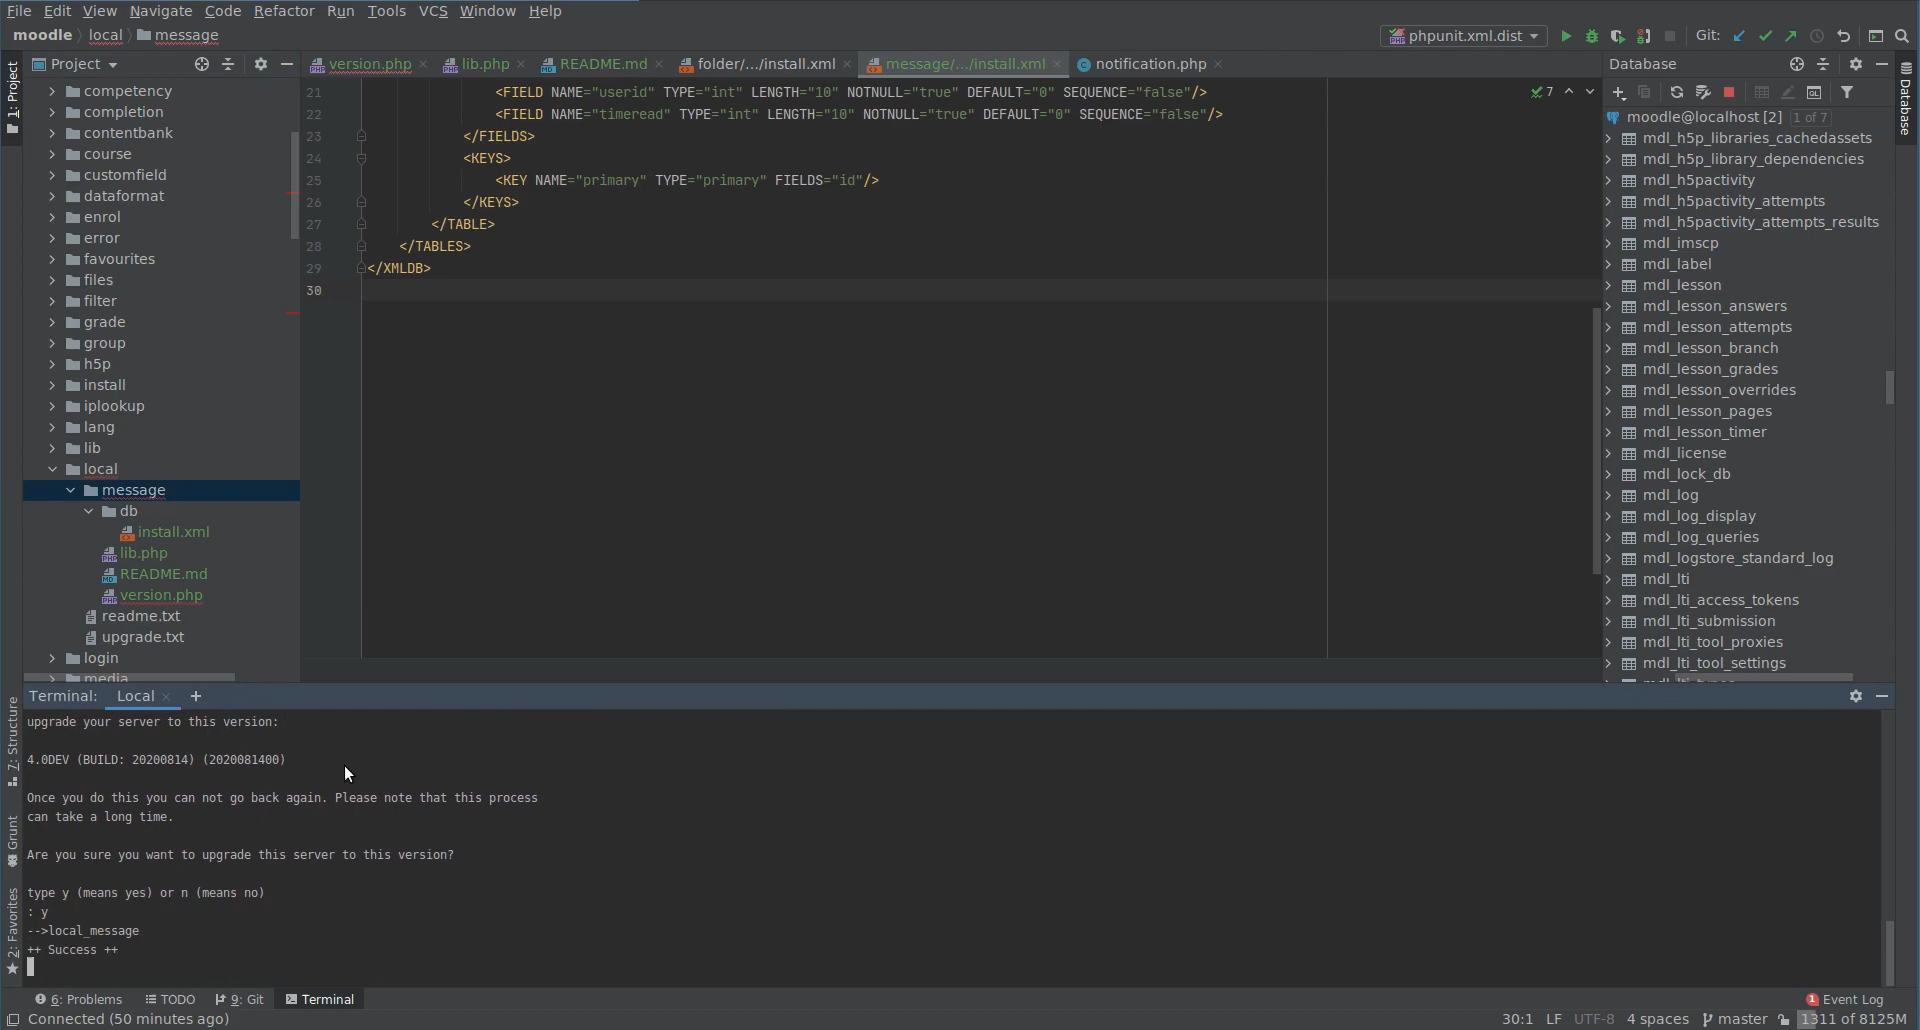 File Edit View Navigate Code Refactor Run Tools VCS Window Help
moodle local message phpunit.xml.dist Git:
Project version.php lib.php README.md folder/.../install.xml message/.../install.xml notification.php Database
1: Project
Database
competency
completion
contentbank
course
customfield
dataformat
enrol
error
favourites
files
filter
grade
group
h5p
install
iplookup
lang
lib
local
message
db
install.xml
lib.php
README.md
version.php
readme.txt
upgrade.txt
login
media
21 <FIELD NAME="userid" TYPE="int" LENGTH="10" NOTNULL="true" DEFAULT="0" SEQUENCE="false"/>
22 <FIELD NAME="timeread" TYPE="int" LENGTH="10" NOTNULL="true" DEFAULT="0" SEQUENCE="false"/>
23 </FIELDS>
24 <KEYS>
25 <KEY NAME="primary" TYPE="primary" FIELDS="id"/>
26 </KEYS>
27 </TABLE>
28 </TABLES>
29 </XMLDB>
30
7
moodle@localhost [2] 1 of 7
mdl_h5p_libraries_cachedassets
mdl_h5p_library_dependencies
mdl_h5pactivity
mdl_h5pactivity_attempts
mdl_h5pactivity_attempts_results
mdl_imscp
mdl_label
mdl_lesson
mdl_lesson_answers
mdl_lesson_attempts
mdl_lesson_branch
mdl_lesson_grades
mdl_lesson_overrides
mdl_lesson_pages
mdl_lesson_timer
mdl_license
mdl_lock_db
mdl_log
mdl_log_display
mdl_log_queries
mdl_logstore_standard_log
mdl_lti
mdl_lti_access_tokens
mdl_lti_submission
mdl_lti_tool_proxies
mdl_lti_tool_settings
Terminal: Local
7: Structure
Grunt
2: Favorites
upgrade your server to this version:
4.0DEV (BUILD: 20200814) (2020081400)
Once you do this you can not go back again. Please note that this process
can take a long time.
Are you sure you want to upgrade this server to this version?
type y (means yes) or n (means no)
: y
-->local_message
++ Success ++
6: Problems TODO 9: Git Terminal 1 Event Log
Connected (50 minutes ago) 30:1 LF UTF-8 4 spaces master 1311 of 8125M